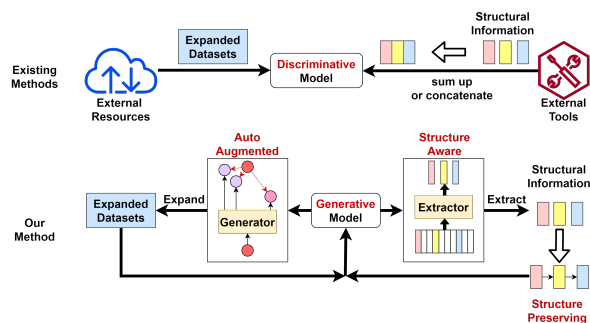 Existing
Methods
External
Resources
Expanded
Datasets
Discriminative
Model
Structural
Information
sum up
or concatenate
External
Tools
Our
Method
Expanded
Datasets
Expand
Auto
Augmented
Generator
Generative
Model
Structure
Aware
Extractor
Extract
Structural
Information
Structure
Preserving